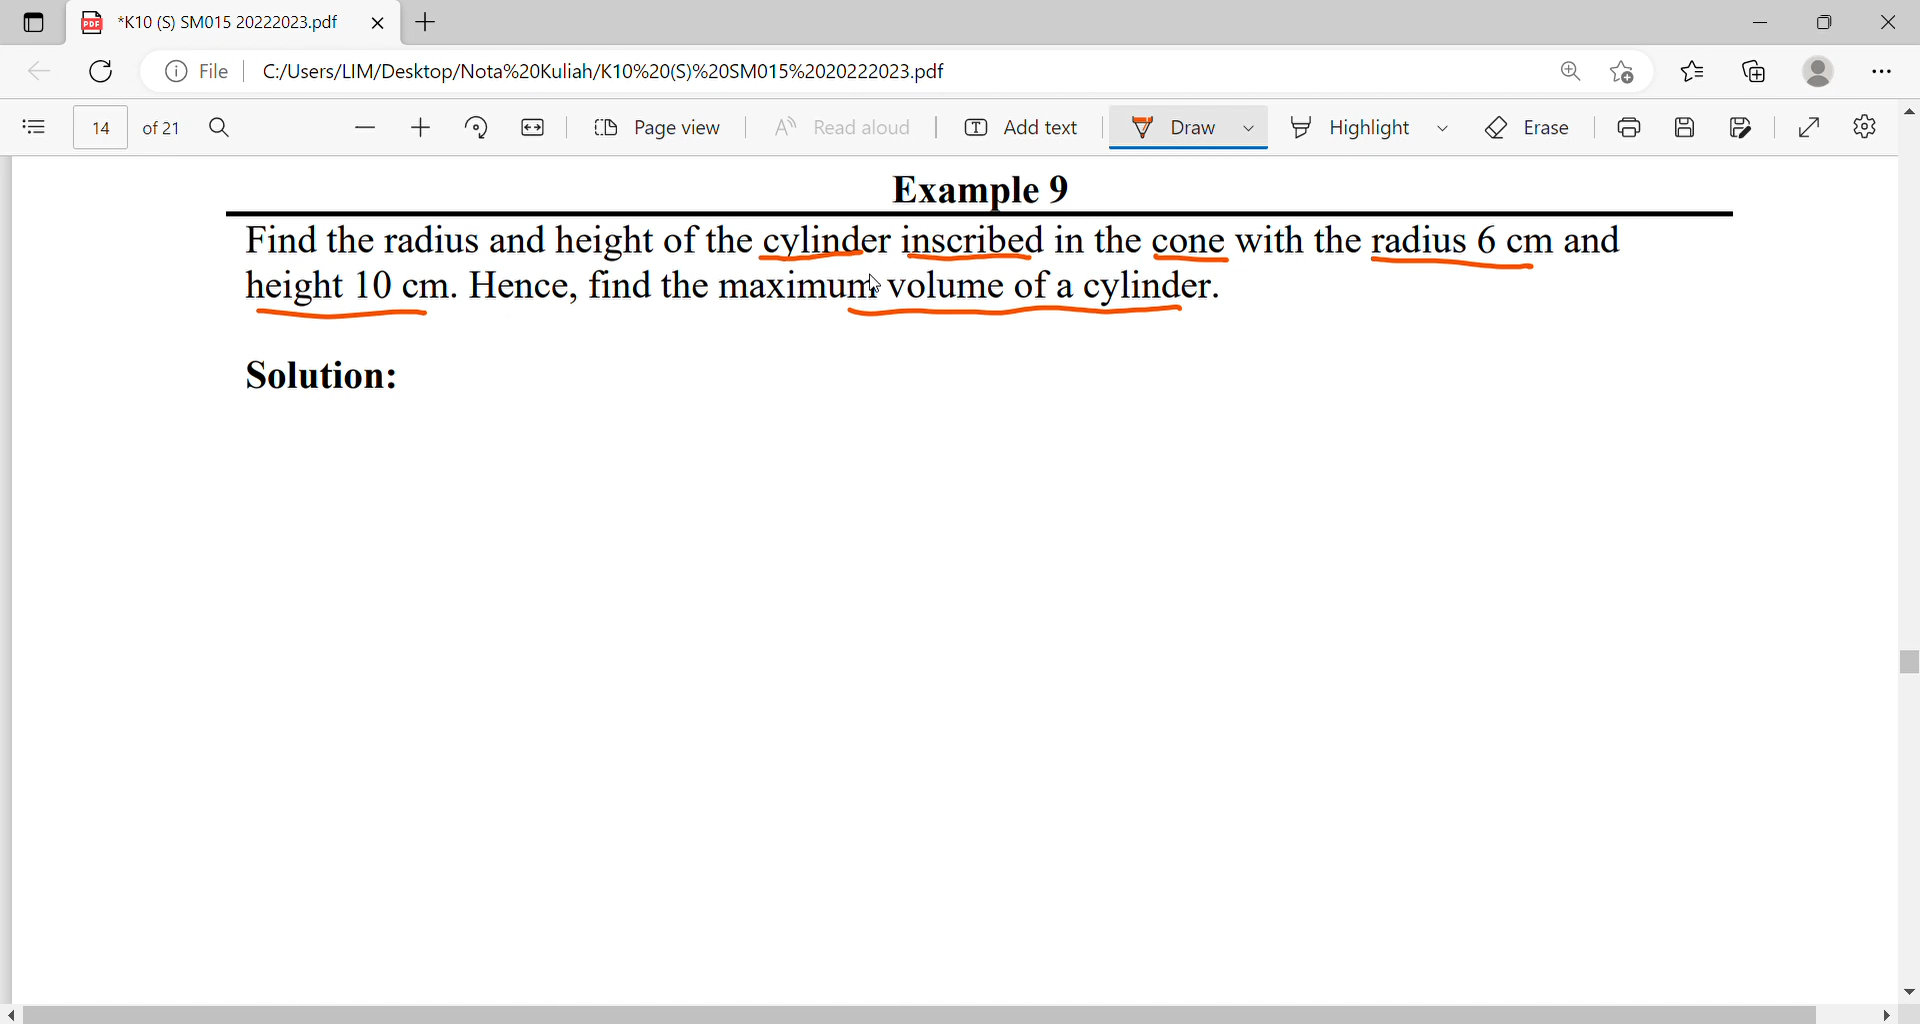 *K10 (S) SM015 20222023.pdf
File
C:/Users/LIM/Desktop/Nota%20Kuliah/K10%20(S)%20SM015%2020222023.pdf
14 of 21 Page view Read aloud Add text Draw Highlight Erase
Example 9
Find the radius and height of the cylinder inscribed in the cone with the radius 6 cm and
height 10 cm. Hence, find the maximum volume of a cylinder.
Solution: